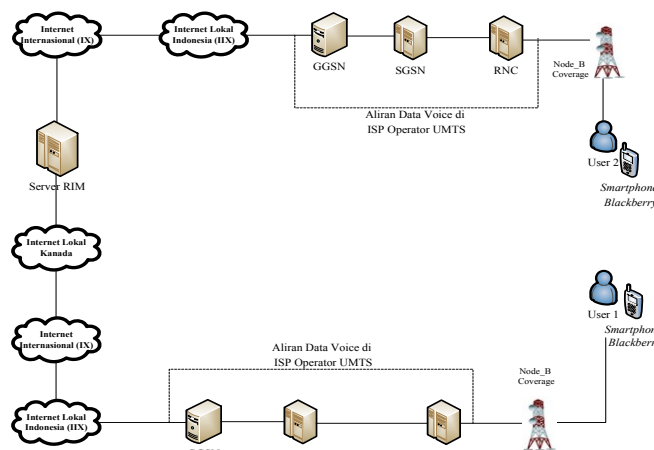 Internet
Internasional (IX)
Internet Lokal
Indonesia (IIX)
GGSN
SGSN
RNC
Node_B
Coverage
Aliran Data Voice di
ISP Operator UMTS
User 2
Smartphone
Blackberry
Server RIM
Internet Lokal
Kanada
User 1
Smartphone
Blackberry
Internet
Internasional (IX)
Aliran Data Voice di
ISP Operator UMTS
Node_B
Coverage
Internet Lokal
Indonesia (IIX)